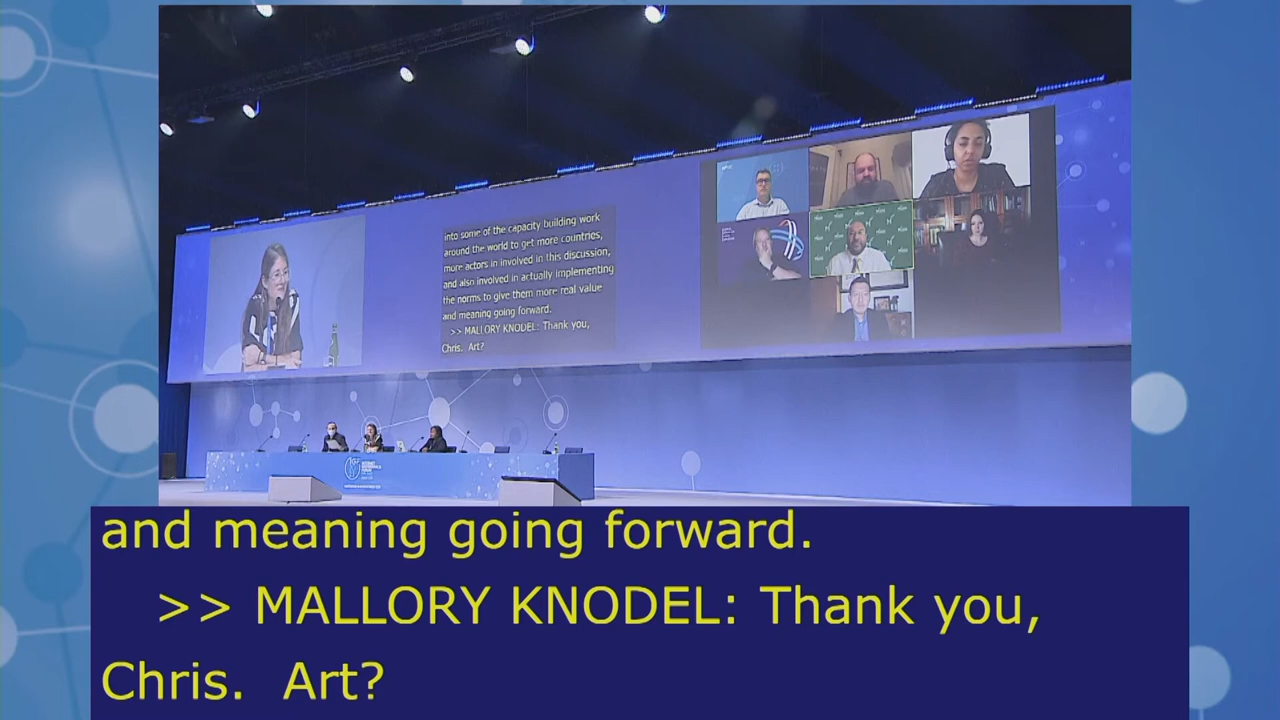 into some of the capacity building work
around the world to get more countries,
more actors in involved in this discussion,
and also involved in actually implementing
the norms to give them more real value
and meaning going forward.
>> MALLORY KNODEL: Thank you,
Chris. Art?
and meaning going forward.
>> MALLORY KNODEL: Thank you,
Chris. Art?